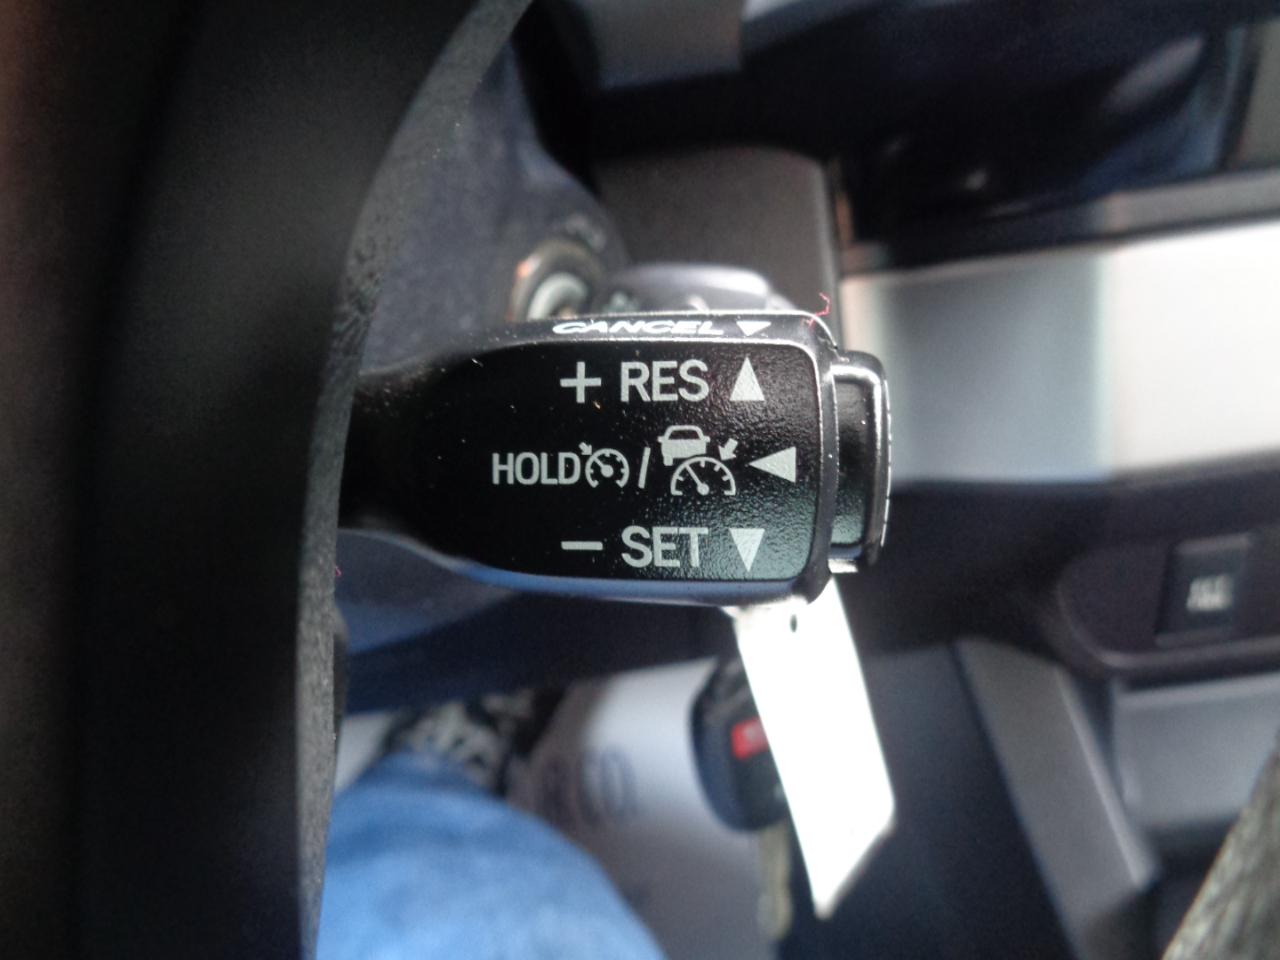 CANCEL ▼
+ RES ▲
HOLD / ◀
− SET ▼